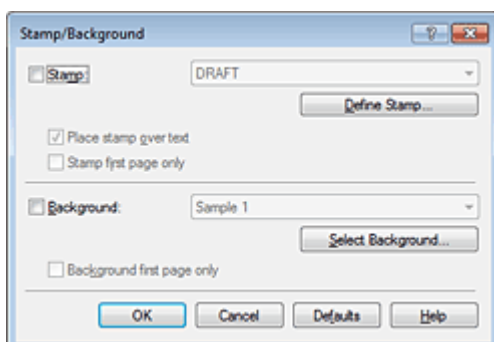 Stamp/Background
Stamp: DRAFT
Define Stamp...
Place stamp over text
Stamp first page only
Background: Sample 1
Select Background...
Background first page only
OK Cancel Defaults Help